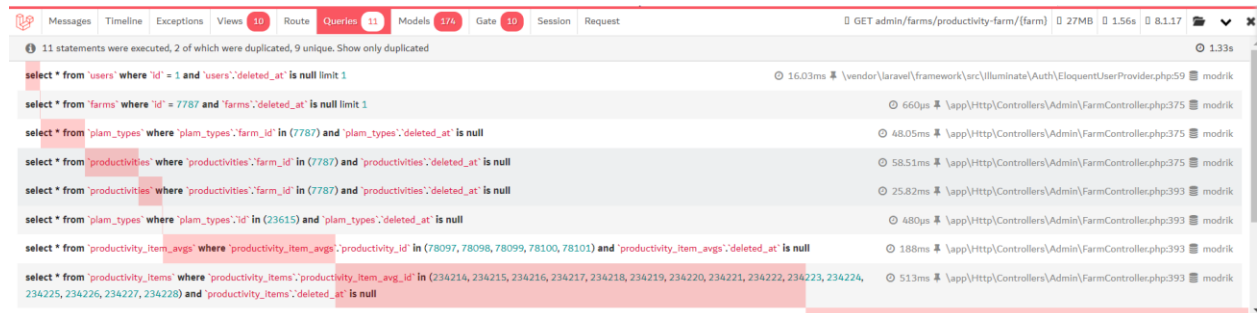 Messages Timeline Exceptions Views 10 Route Queries 11 Models 174 Gate 10 Session Request GET admin/farms/productivity-farm/{farm} 27MB 1.56s 8.1.17
11 statements were executed, 2 of which were duplicated, 9 unique. Show only duplicated 1.33s
select * from `users` where `id` = 1 and `users`.`deleted_at` is null limit 1 16.03ms \vendor\laravel\framework\src\Illuminate\Auth\EloquentUserProvider.php:59 modrik
select * from `farms` where `id` = 7787 and `farms`.`deleted_at` is null limit 1 660μs \app\Http\Controllers\Admin\FarmController.php:375 modrik
select * from `plam_types` where `plam_types`.`farm_id` in (7787) and `plam_types`.`deleted_at` is null 48.05ms \app\Http\Controllers\Admin\FarmController.php:375 modrik
select * from `productivities` where `productivities`.`farm_id` in (7787) and `productivities`.`deleted_at` is null 58.51ms \app\Http\Controllers\Admin\FarmController.php:375 modrik
select * from `productivities` where `productivities`.`farm_id` in (7787) and `productivities`.`deleted_at` is null 25.82ms \app\Http\Controllers\Admin\FarmController.php:393 modrik
select * from `plam_types` where `plam_types`.`id` in (23615) and `plam_types`.`deleted_at` is null 480μs \app\Http\Controllers\Admin\FarmController.php:393 modrik
select * from `productivity_item_avgs` where `productivity_item_avgs`.`productivity_id` in (78097, 78098, 78099, 78100, 78101) and `productivity_item_avgs`.`deleted_at` is null 188ms \app\Http\Controllers\Admin\FarmController.php:393 modrik
select * from `productivity_items` where `productivity_items`.`productivity_item_avg_id` in (234214, 234215, 234216, 234217, 234218, 234219, 234220, 234221, 234222, 234223, 234224, 513ms \app\Http\Controllers\Admin\FarmController.php:393 modrik
234225, 234226, 234227, 234228) and `productivity_items`.`deleted_at` is null